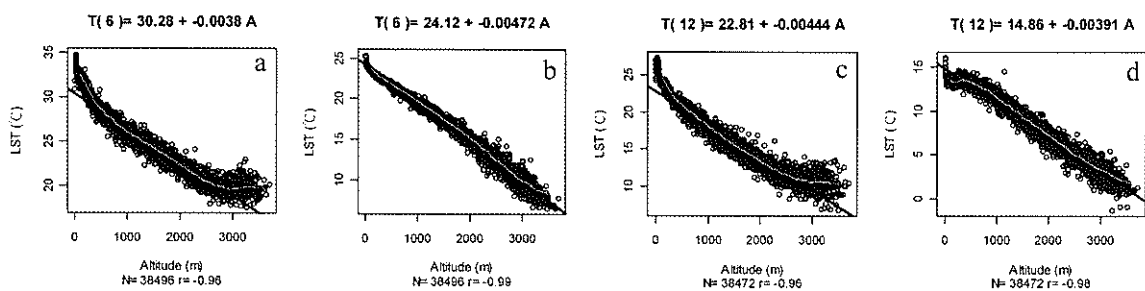 T( 6 )= 30.28 + -0.0038 A
a
LST (°C)
35
30
25
20
0 1000 2000 3000
Altitude (m)
N= 38496 r= -0.96
T( 6 )= 24.12 + -0.00472 A
b
LST (°C)
25
20
15
10
0 1000 2000 3000
Altitude (m)
N= 38496 r= -0.99
T( 12 )= 22.81 + -0.00444 A
c
LST (°C)
25
20
15
10
0 1000 2000 3000
Altitude (m)
N= 38472 r= -0.96
T( 12 )= 14.86 + -0.00391 A
d
LST (°C)
15
10
5
0
0 1000 2000 3000
Altitude (m)
N= 38472 r= -0.98